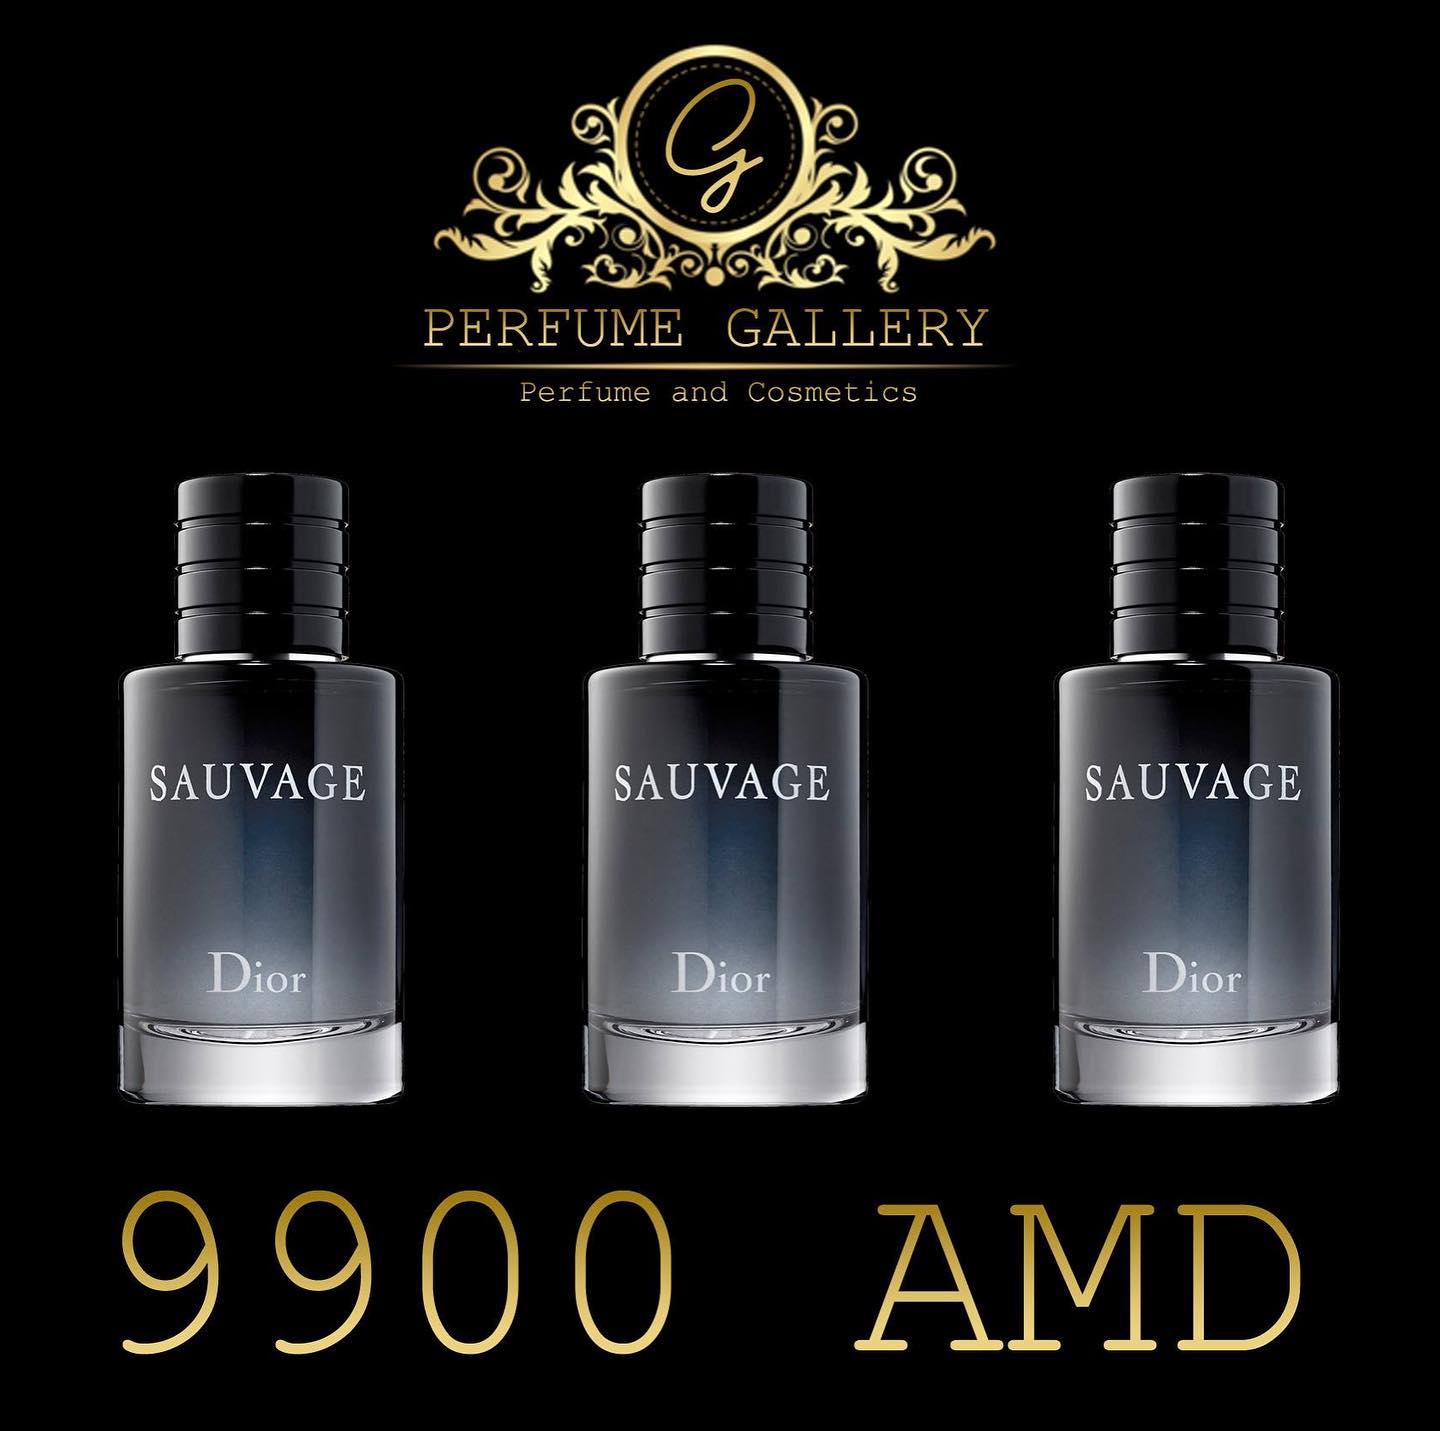 G
PERFUME GALLERY
Perfume and Cosmetics
SAUVAGE
Dior
SAUVAGE
Dior
SAUVAGE
Dior
9900 AMD